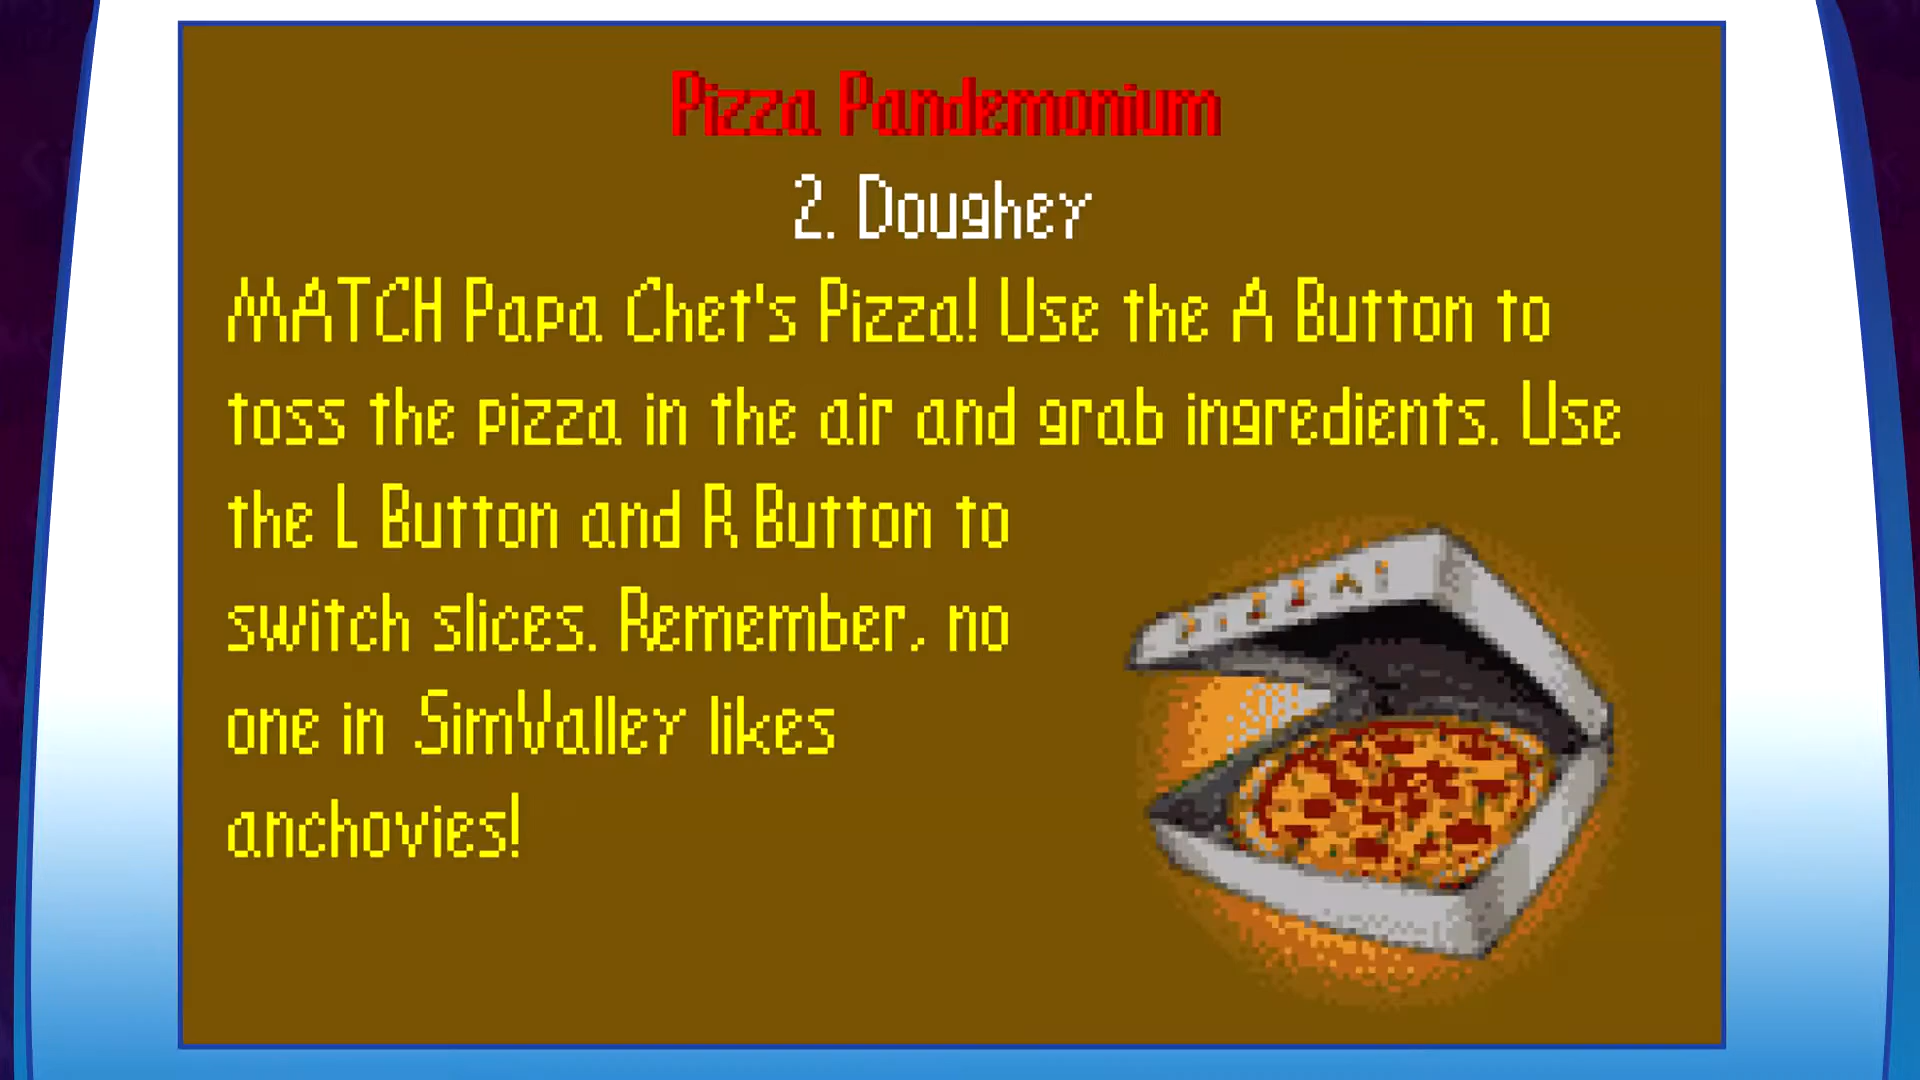 Pizza Pandemonium
2. Doughey
MATCH Papa Chet's Pizza! Use the A Button to
toss the pizza in the air and grab ingredients. Use
the L Button and R Button to
switch slices. Remember, no
one in SimValley likes
anchovies!
PIZZA!